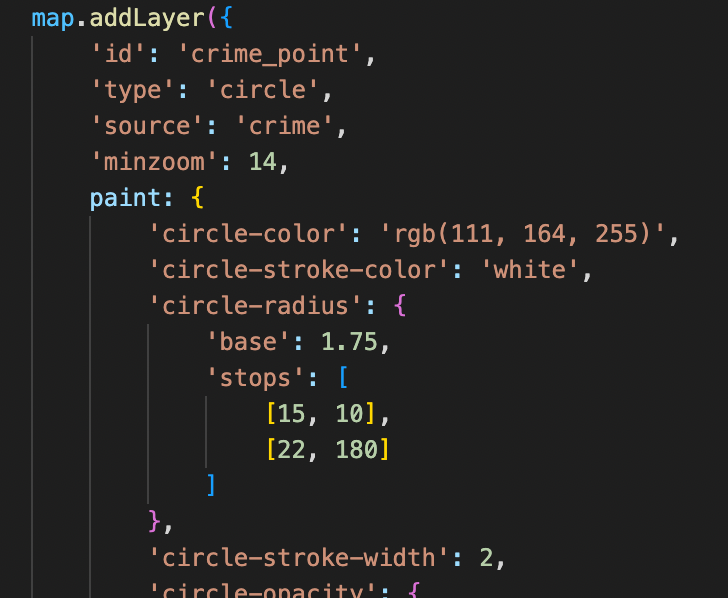 map.addLayer({
'id': 'crime_point',
'type': 'circle',
'source': 'crime',
'minzoom': 14,
paint: {
'circle-color': 'rgb(111, 164, 255)',
'circle-stroke-color': 'white',
'circle-radius': {
'base': 1.75,
'stops': [
[15, 10],
[22, 180]
]
},
'circle-stroke-width': 2,
'circle-opacity': {